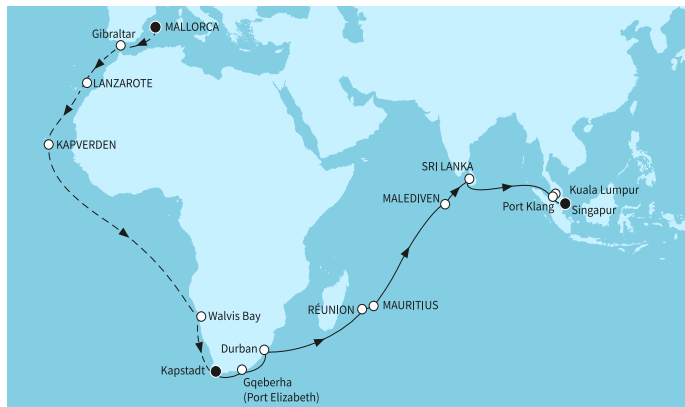 MALLORCA
Gibraltar
LANZAROTE
KAPVERDEN
Walvis Bay
Kapstadt
Gqeberha
(Port Elizabeth)
Durban
RÉUNION
MAURITIUS
MALEDIVEN
SRI LANKA
Kuala Lumpur
Port Klang
Singapur